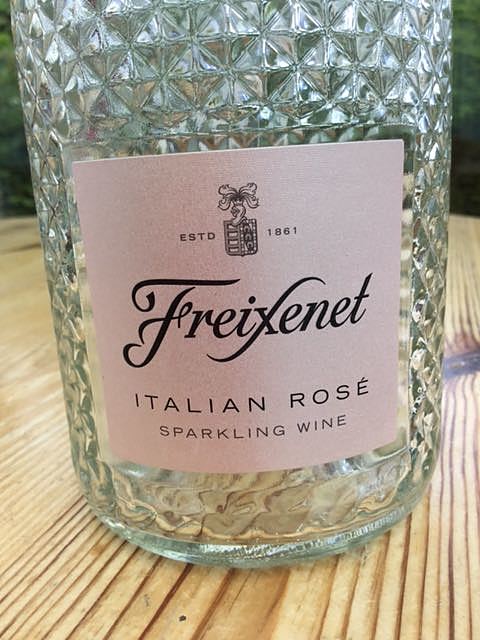 ESTD 1861
Freixenet
ITALIAN ROSÉ
SPARKLING WINE